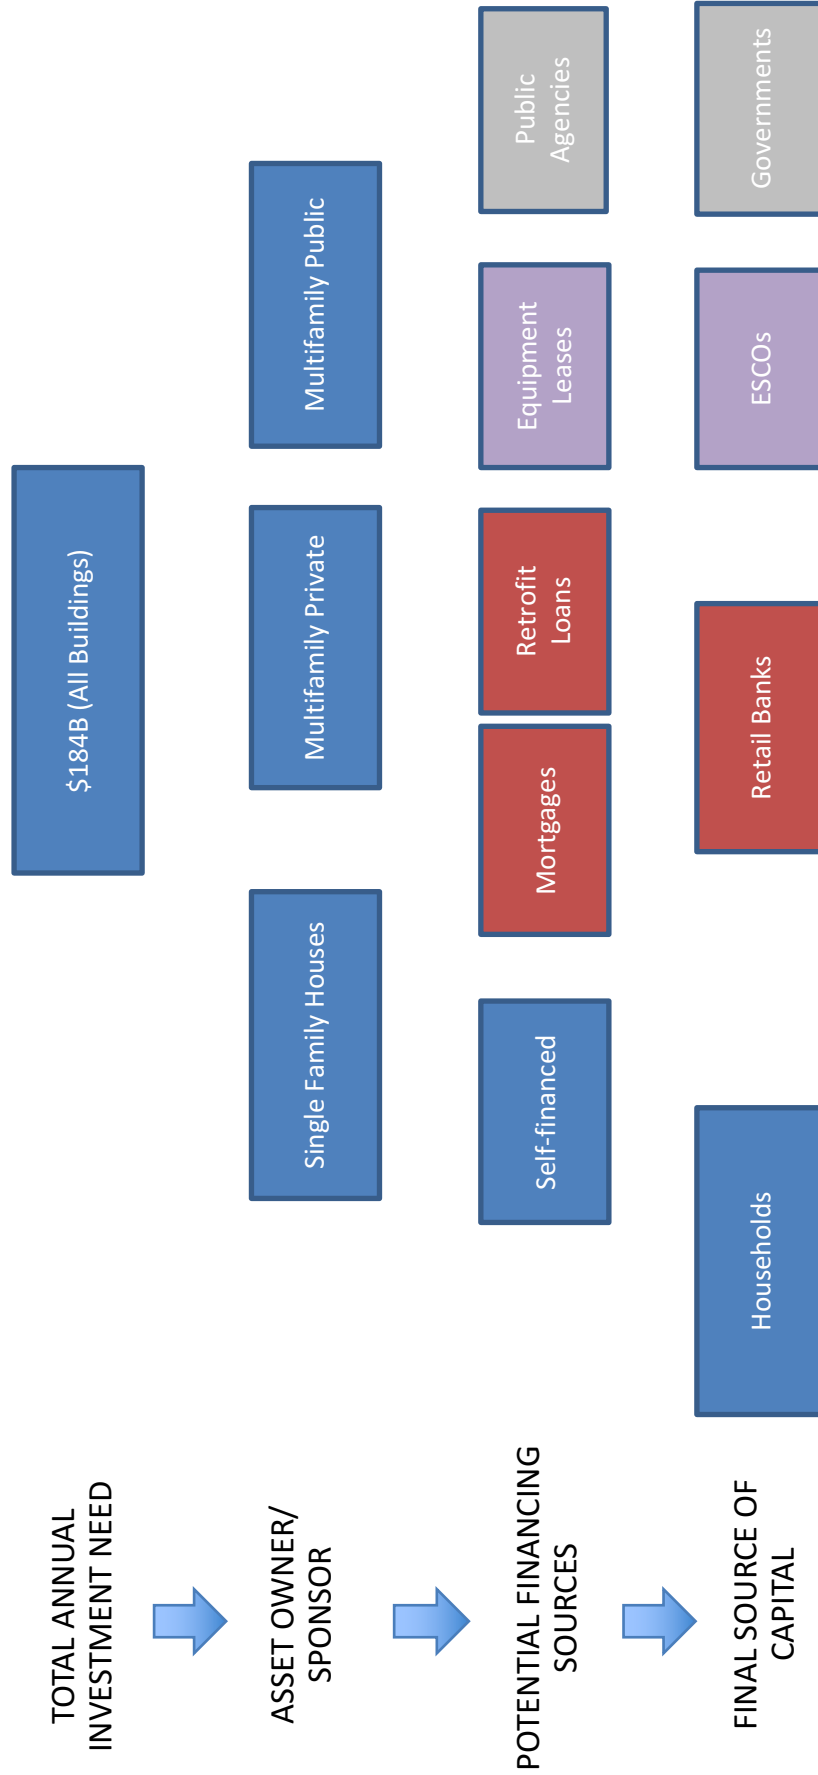 TOTAL ANNUAL
INVESTMENT NEED
$184B (All Buildings)
ASSET OWNER/
SPONSOR
Single Family Houses
Multifamily Private
Multifamily Public
POTENTIAL FINANCING
SOURCES
Self-financed
Mortgages
Retrofit
Loans
Equipment
Leases
Public
Agencies
FINAL SOURCE OF
CAPITAL
Households
Retail Banks
ESCOs
Governments